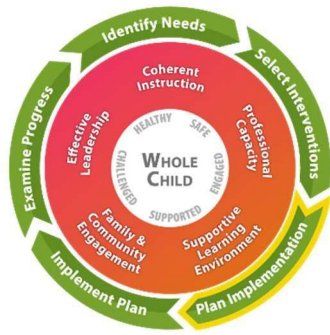 Identify Needs
Select Interventions
Plan Implementation
Implement Plan
Examine Progress
Coherent
Instruction
Professional
Capacity
Supportive
Learning
Environment
Family &
Community
Engagement
Effective
Leadership
HEALTHY
SAFE
ENGAGED
SUPPORTED
CHALLENGED
WHOLE
CHILD